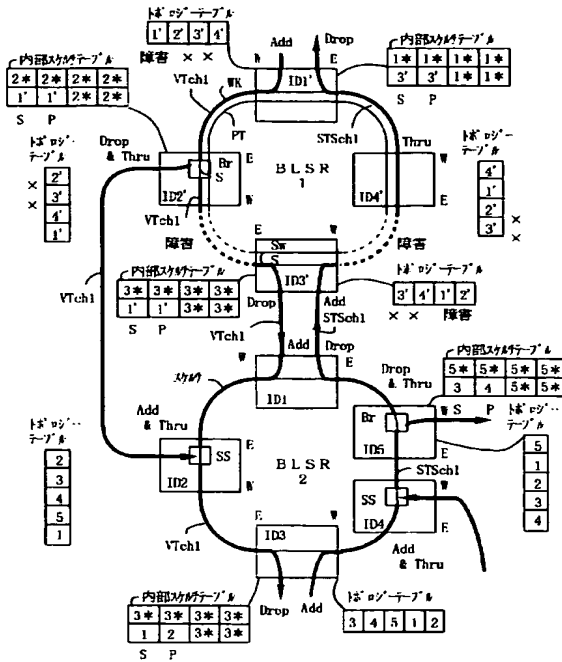 トポロジーテーブル
1' 2' 3' 4'
障害 × ×
Add
Drop
内部スケルチテーブル
1* 1* 1* 1*
3' 3' 1* 1*
S P
内部スケルチテーブル
2* 2* 2* 2*
1' 1' 2* 2*
S P
W
E
ID1'
VTch1
WK
PT
STSch1
Drop
& Thru
Thru
トポロジーテーブル
× 2'
× 3'
4'
1'
Br
S
ID2'
E
W
BLSR
1
W
E
ID4'
トポロジーテーブル
4'
1'
2'
3'
×
×
VTch1
障害
障害
E
W
SW
S
ID3'
内部スケルチテーブル
3* 3* 3* 3*
1' 1' 3* 3*
S P
トポロジーテーブル
3' 4' 1' 2'
× × 障害
VTch1
Drop
VTch1
Add
STSch1
Add
Drop
W
E
ID1
スケルチ
Drop
& Thru
内部スケルチテーブル
5* 5* 5* 5*
3 4 5* 5*
S P
Add
& Thru
トポロジーテーブル
2
3
4
5
1
SS
ID2
E
W
BLSR
2
Br
ID5
W
E
トポロジーテーブル
5
1
2
3
4
STSch1
SS
ID4
W
E
VTch1
E
W
ID3
Add
& Thru
内部スケルチテーブル
3* 3* 3* 3*
1 2 3* 3*
S P
Drop
Add
トポロジーテーブル
3 4 5 1 2